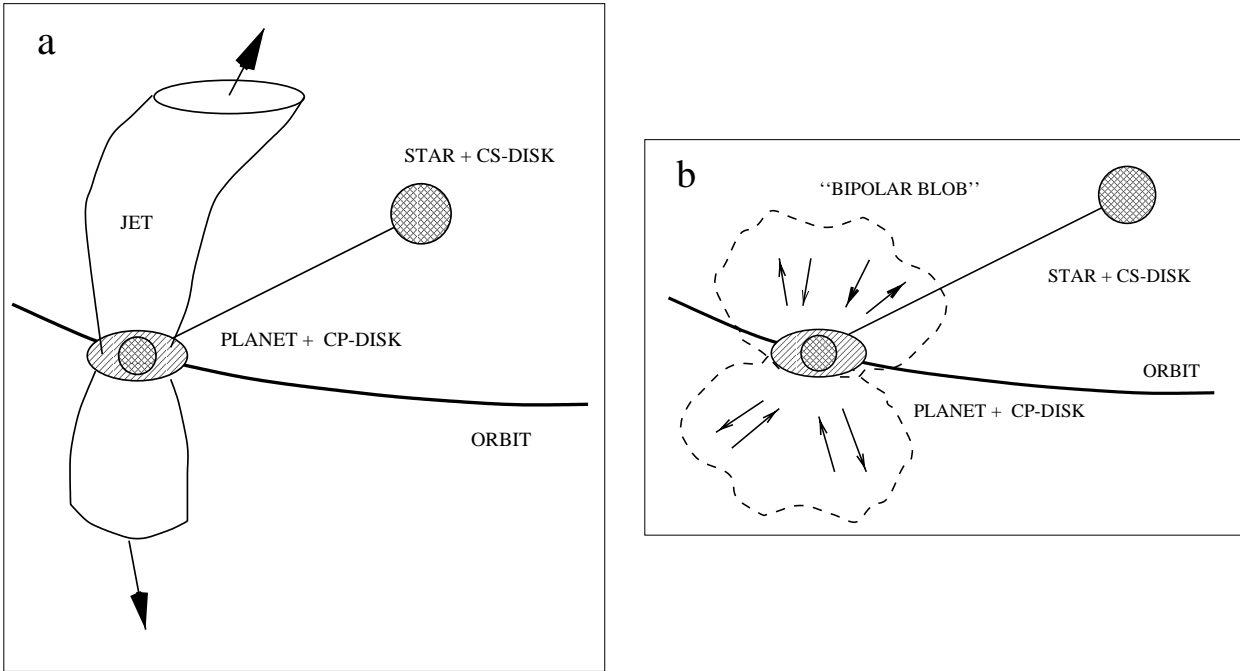 a
STAR + CS-DISK
JET
PLANET + CP-DISK
ORBIT
b
‘‘BIPOLAR BLOB’’
STAR + CS-DISK
ORBIT
PLANET + CP-DISK